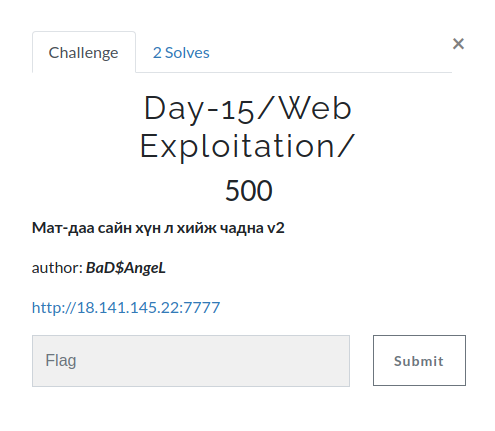 Challenge
2 Solves
×
Day-15/Web
Exploitation/
500
Мат-даа сайн хүн л хийж чадна v2
author: BaD$AngeL
http://18.141.145.22:7777
Flag
Submit